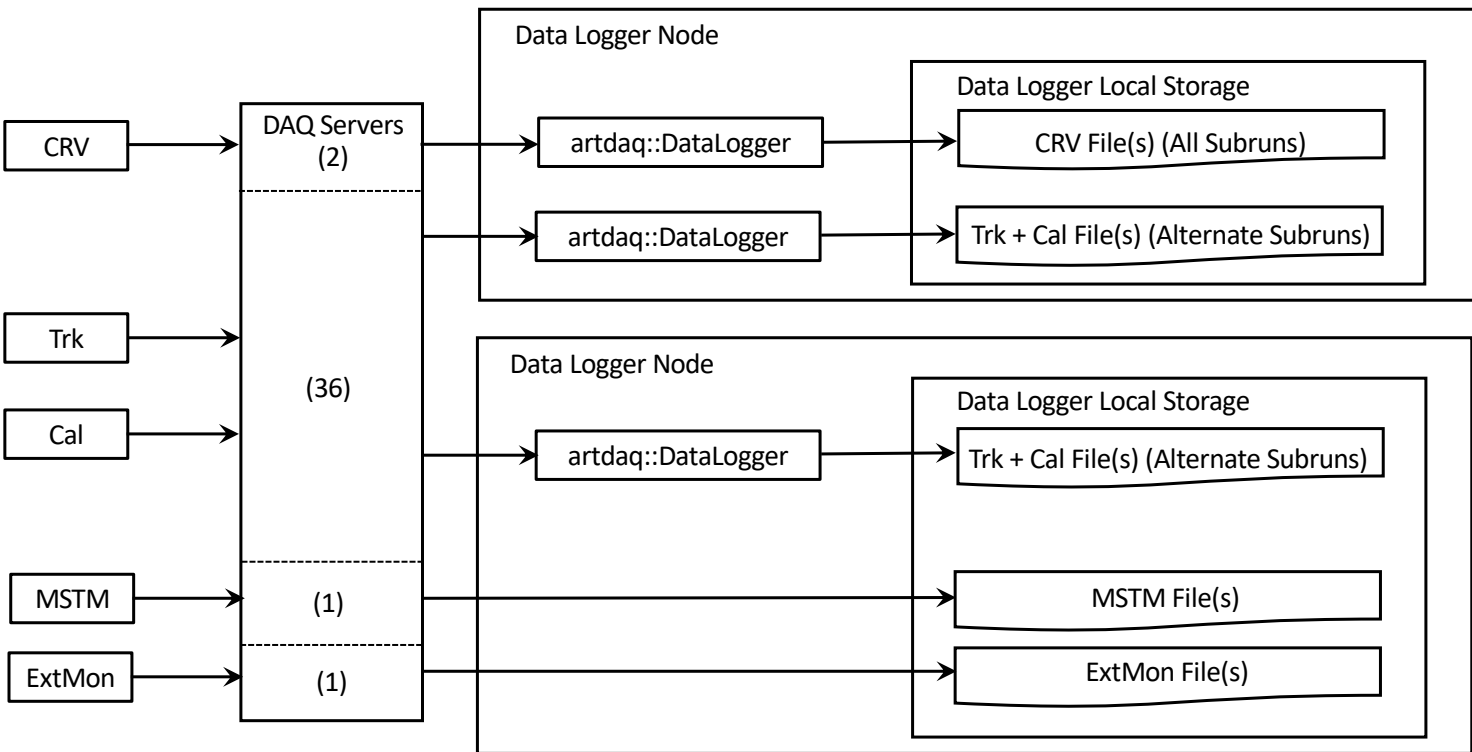 Data Logger Node
Data Logger Local Storage
CRV
DAQ Servers
(2)
artdaq::DataLogger
CRV File(s) (All Subruns)
artdaq::DataLogger
Trk + Cal File(s) (Alternate Subruns)
Trk
Cal
(36)
Data Logger Node
Data Logger Local Storage
artdaq::DataLogger
Trk + Cal File(s) (Alternate Subruns)
MSTM
(1)
MSTM File(s)
ExtMon
(1)
ExtMon File(s)